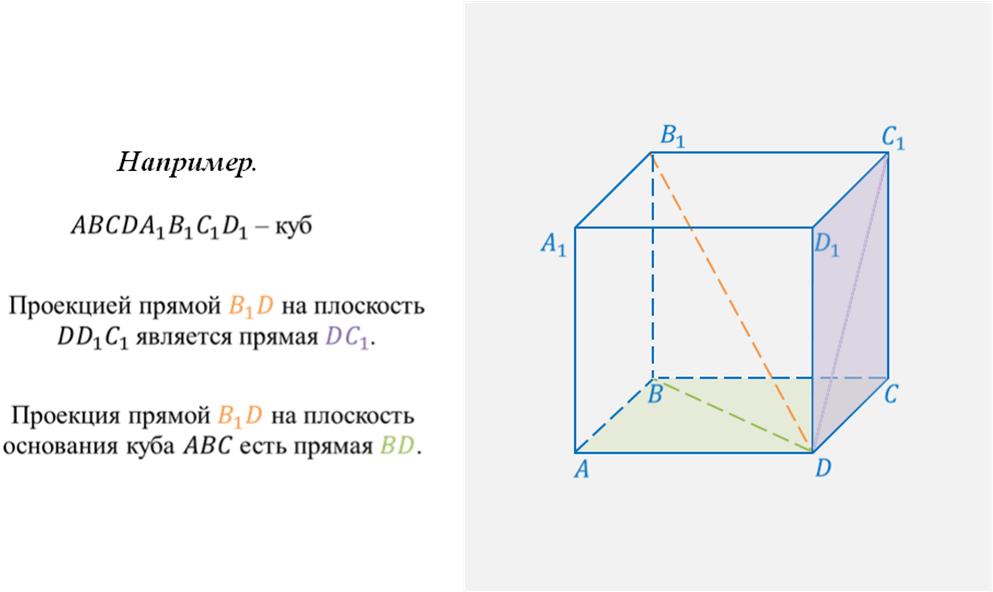 Например.
ABCDA₁B₁C₁D₁ – куб
Проекцией прямой B₁D на плоскость
DD₁C₁ является прямая DC₁.
Проекция прямой B₁D на плоскость
основания куба ABC есть прямая BD.
B₁
C₁
A₁
D₁
B
C
A
D